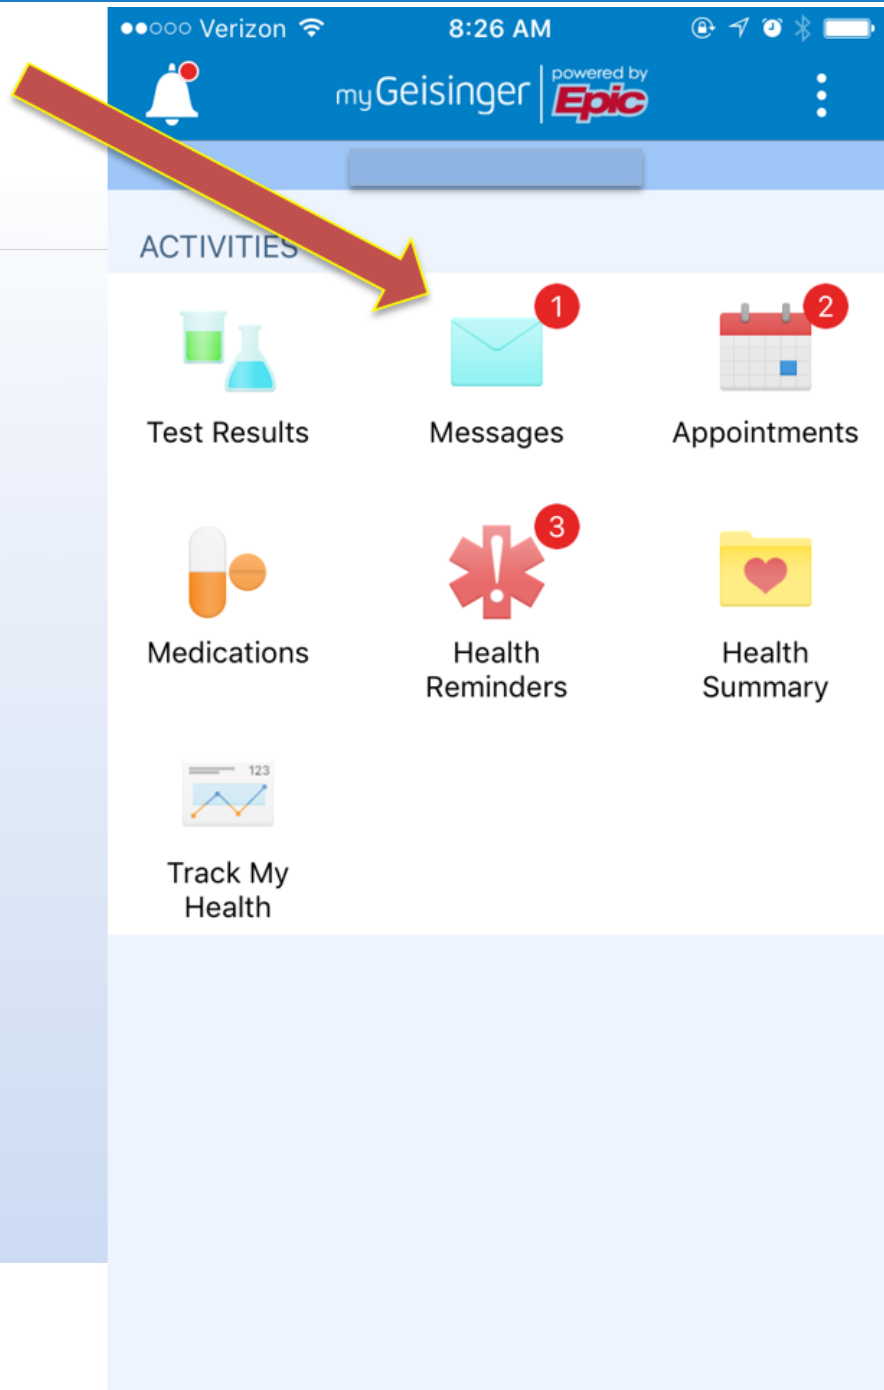 Verizon 8:26 AM
myGeisinger powered by Epic
ACTIVITIES
1 2
Test Results Messages Appointments
3
Medications Health Reminders Health Summary
123
Track My
Health